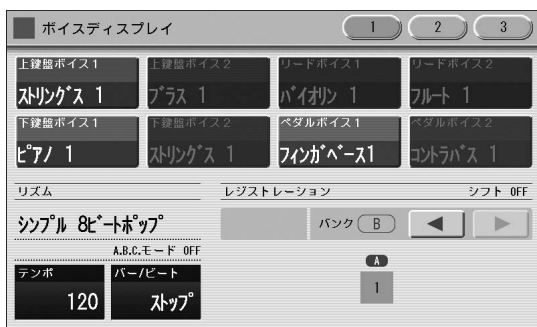 ボイスディスプレイ 1 2 3
上鍵盤ボイス1 上鍵盤ボイス2 リードボイス1 リードボイス2
ストリングス 1 ブラス 1 バイオリン 1 フルート 1
下鍵盤ボイス1 下鍵盤ボイス2 ペダルボイス1 ペダルボイス2
ピアノ 1 ストリングス 1 フィンガベース1 コントラバス 1
リズム レジストレーション シフト OFF
シンプル 8ビートポップ バンク B
A.B.C.モード OFF
テンポ バー/ビート A
120 ストップ 1